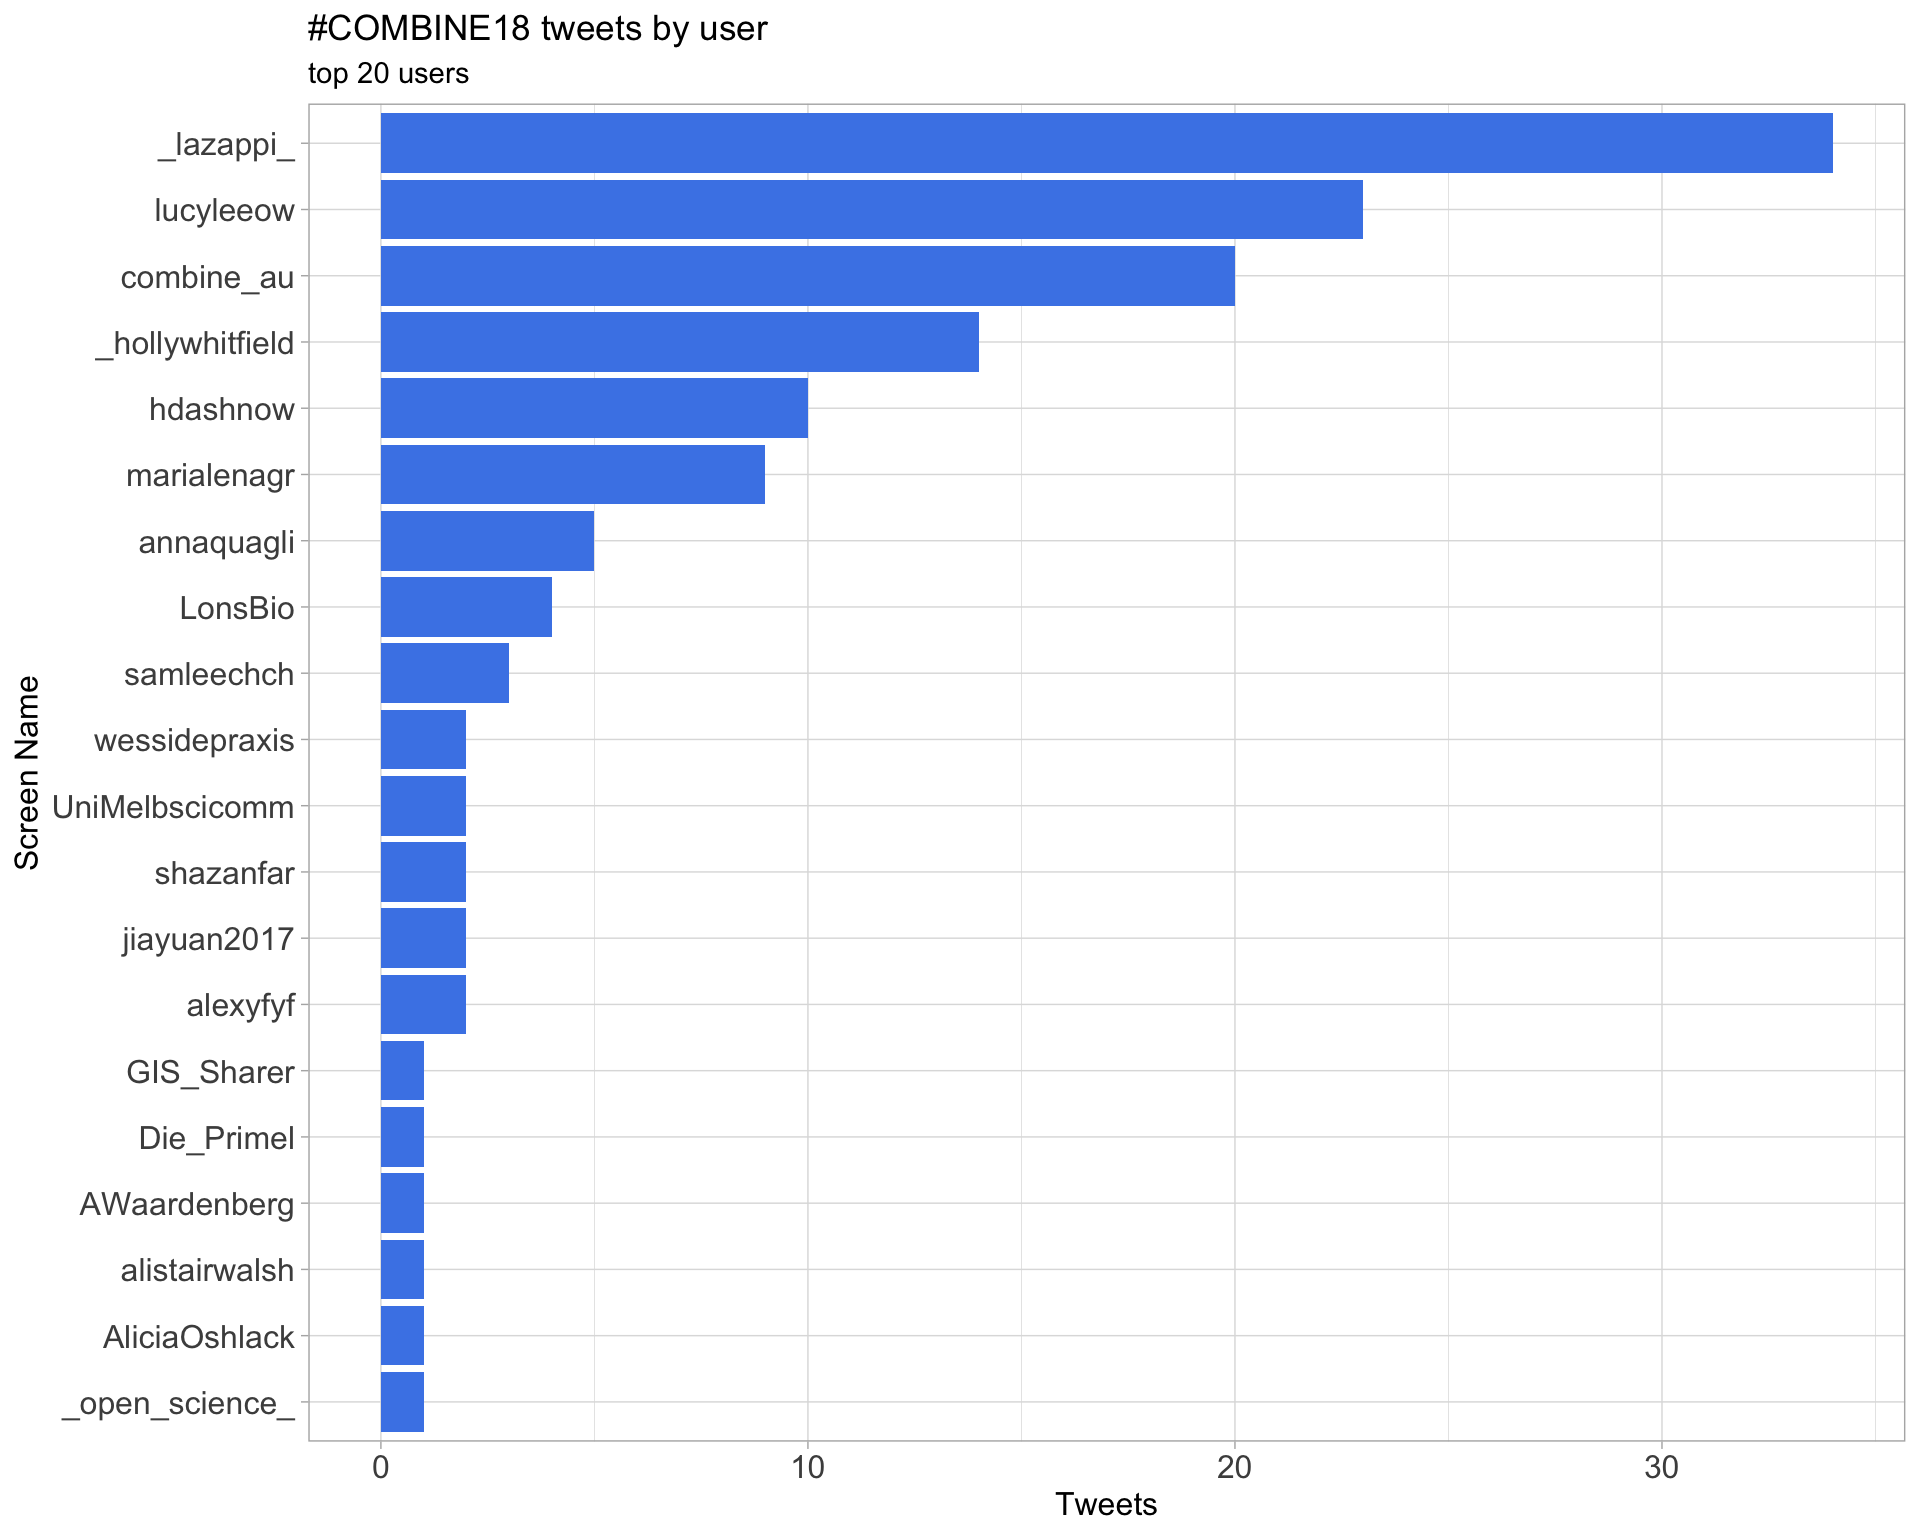 #COMBINE18 tweets by user
top 20 users
_lazappi_
lucyleeow
combine_au
_hollywhitfield
hdashnow
marialenagr
annaquagli
LonsBio
samleechch
wessidepraxis
UniMelbscicomm
shazanfar
jiayuan2017
alexyfyf
GIS_Sharer
Die_Primel
AWaardenberg
alistairwalsh
AliciaOshlack
_open_science_
Screen Name
0 10 20 30
Tweets